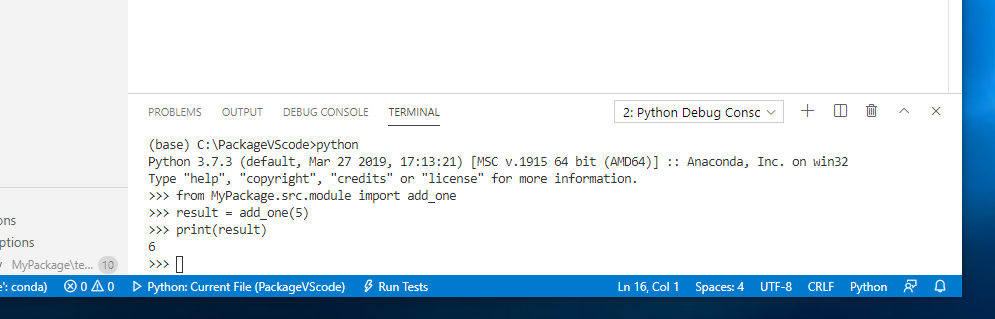 PROBLEMS OUTPUT DEBUG CONSOLE TERMINAL 2: Python Debug Consc
(base) C:\PackageVScode>python
Python 3.7.3 (default, Mar 27 2019, 17:13:21) [MSC v.1915 64 bit (AMD64)] :: Anaconda, Inc. on win32
Type "help", "copyright", "credits" or "license" for more information.
>>> from MyPackage.src.module import add_one
>>> result = add_one(5)
>>> print(result)
6
>>>
ons
ptions
MyPackage\te... 10
e': conda) 0 0 Python: Current File (PackageVScode) Run Tests Ln 16, Col 1 Spaces: 4 UTF-8 CRLF Python